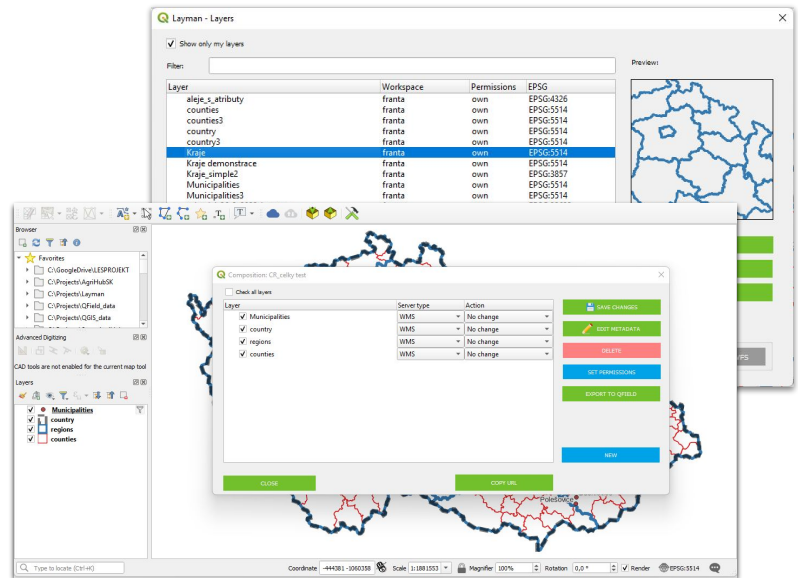 Layman - Layers
Show only my layers
Filter:
Preview:
Layer Workspace Permissions EPSG
aleje_s_atributy franta own EPSG:4326
counties franta own EPSG:5514
counties3 franta own EPSG:5514
country franta own EPSG:5514
country3 franta own EPSG:5514
Kraje franta own EPSG:5514
Kraje demonstrace franta own EPSG:5514
Kraje_simple2 franta own EPSG:3857
Municipalities franta own EPSG:5514
Municipalities3 franta own EPSG:5514
Browser
Favorites
C:\GoogleDrive\LESPROJEKT
C:\Projects\AgriHubSK
C:\Projects\Layman
C:\Projects\QField_data
C:\Projects\QGIS_data
Advanced Digitizing
CAD tools are not enabled for the current map tool
Layers
Municipalities
country
regions
counties
Composition: CR_celky test
Check all layers
Layer Server type Action
Municipalities WMS No change
country WMS No change
regions WMS No change
counties WMS No change
SAVE CHANGES
EDIT METADATA
DELETE
SET PERMISSIONS
EXPORT TO QFIELD
NEW
CLOSE
COPY URL
Polešovice
Type to locate (Ctrl+K)
Coordinate -444381 -1060358 Scale 1:1881553 Magnifier 100% Rotation 0,0 ° Render EPSG:5514